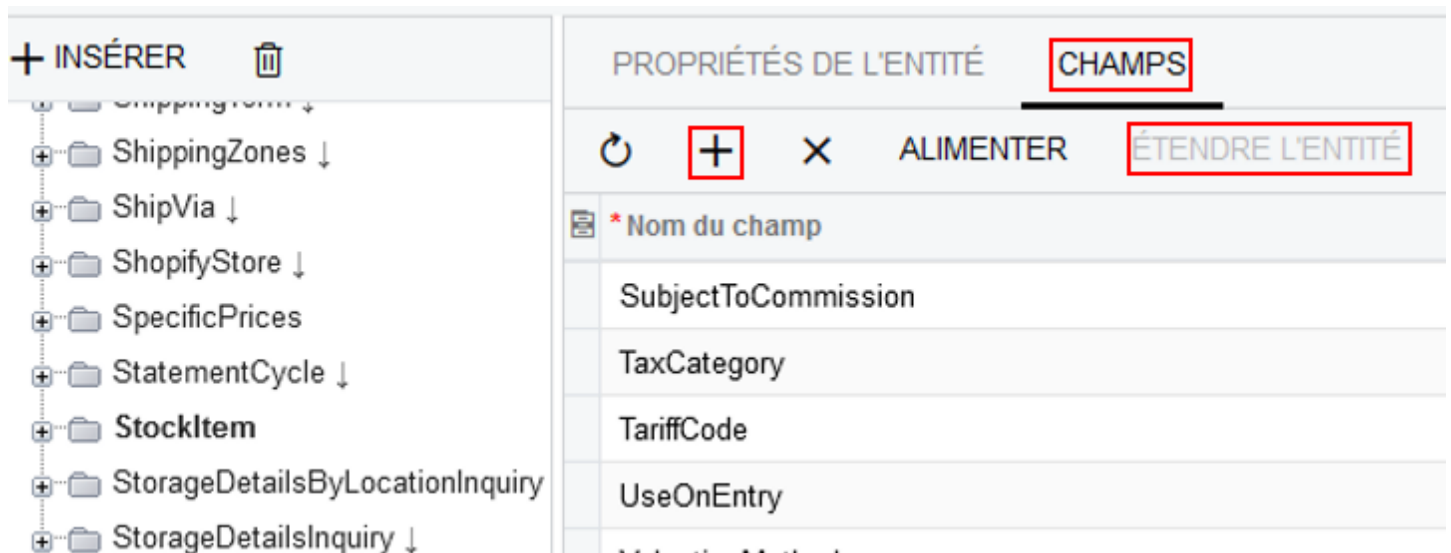 + INSÉRER
ShippingTerm ↓
ShippingZones ↓
ShipVia ↓
ShopifyStore ↓
SpecificPrices
StatementCycle ↓
StockItem
StorageDetailsByLocationInquiry
StorageDetailsInquiry ↓
PROPRIÉTÉS DE L'ENTITÉ CHAMPS
ALIMENTER ÉTENDRE L'ENTITÉ
* Nom du champ
SubjectToCommission
TaxCategory
TariffCode
UseOnEntry